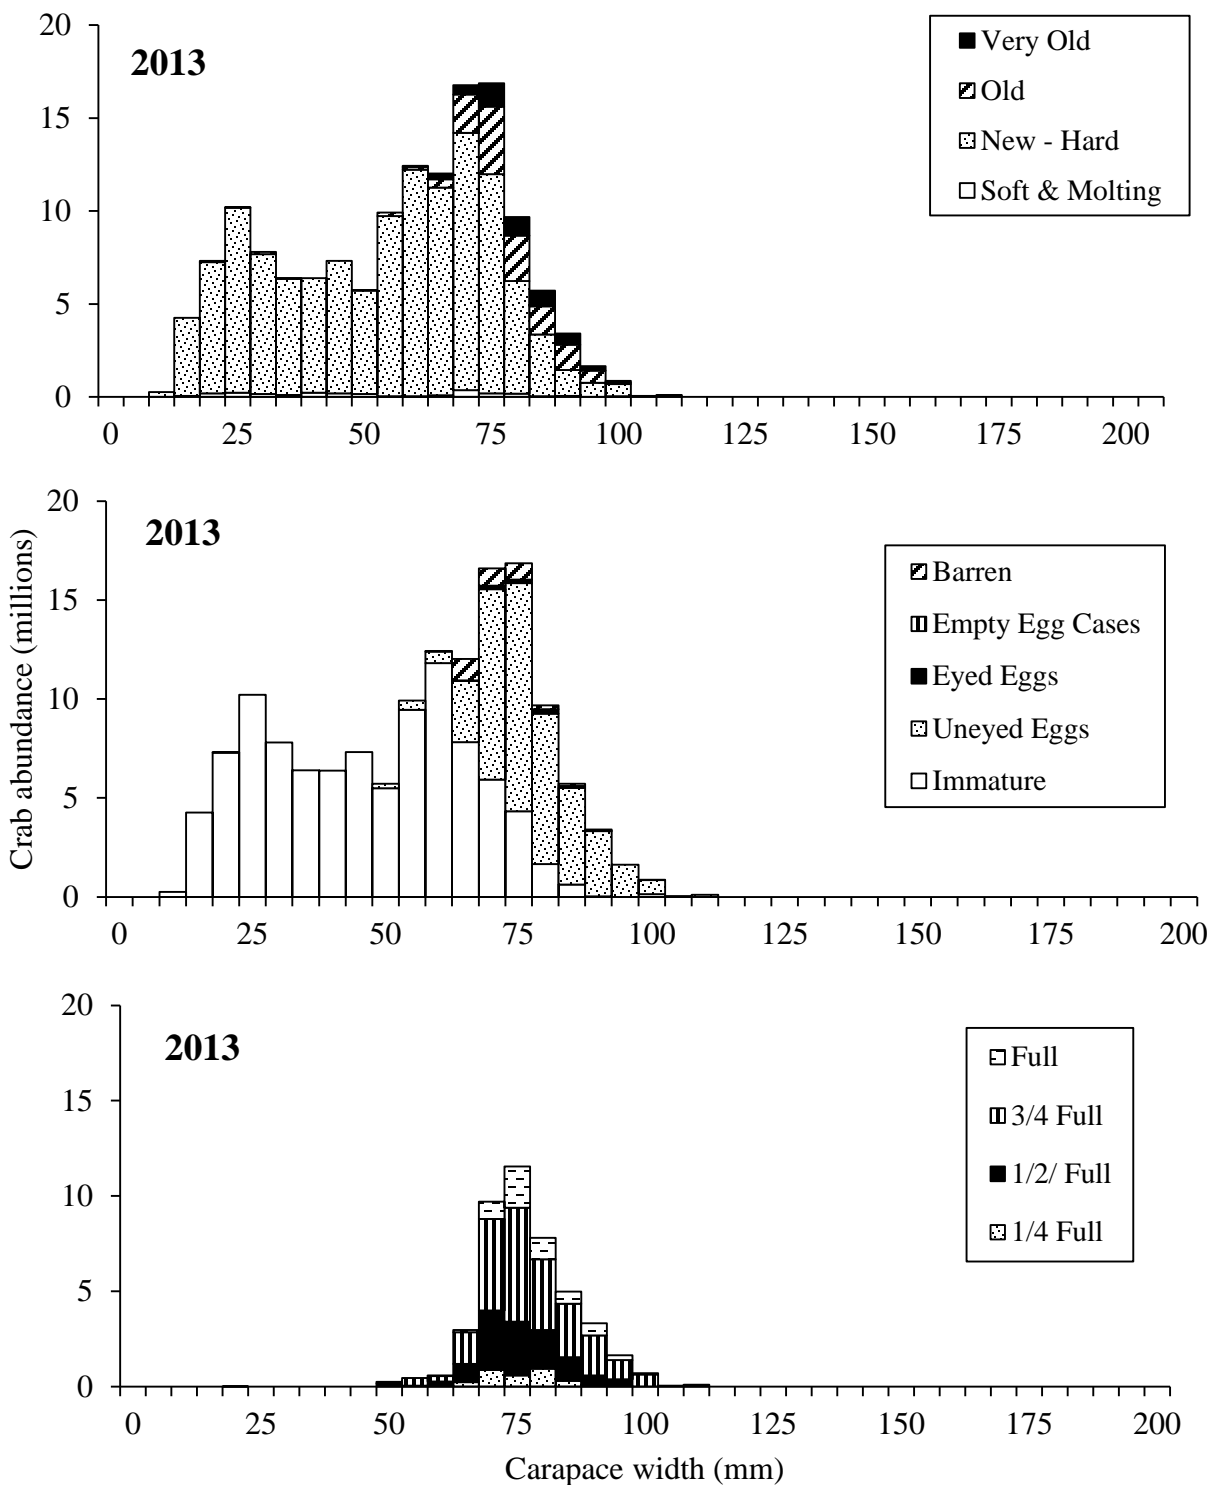 20
15
10
5
0
2013
Very Old
Old
New - Hard
Soft & Molting
0 25 50 75 100 125 150 175 200
Crab abundance (millions)
20
15
10
5
0
2013
Barren
Empty Egg Cases
Eyed Eggs
Uneyed Eggs
Immature
0 25 50 75 100 125 150 175 200
20
15
10
5
0
2013
Full
3/4 Full
1/2/ Full
1/4 Full
0 25 50 75 100 125 150 175 200
Carapace width (mm)